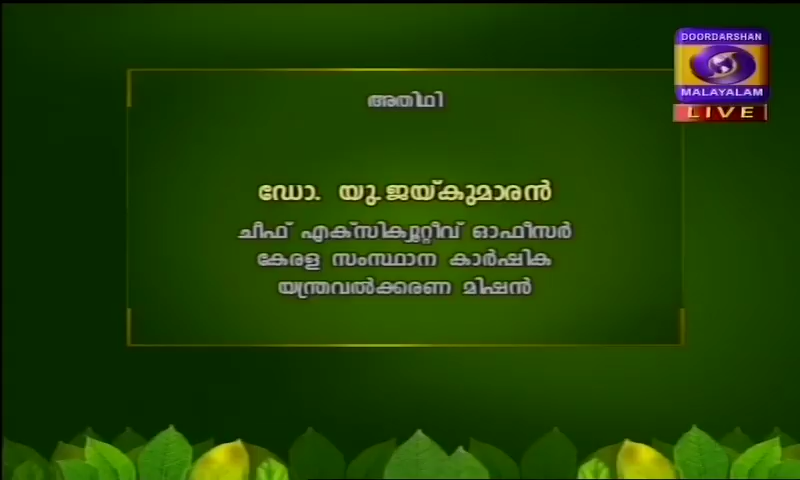 DOORDARSHAN
MALAYALAM
LIVE
അതിഥി
ഡോ. യു. ജയ്കുമാരൻ
ചീഫ് എക്സിക്യൂറ്റീവ് ഓഫീസർ
കേരള സംസ്ഥാന കാർഷിക
യന്ത്രവൽക്കരണ മിഷൻ